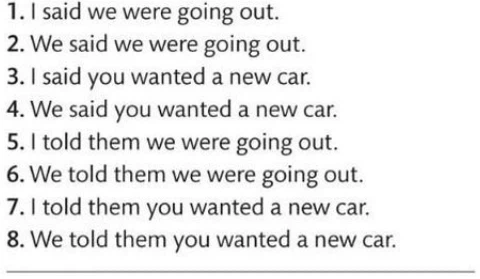 1. I said we were going out.
2. We said we were going out.
3. I said you wanted a new car.
4. We said you wanted a new car.
5. I told them we were going out.
6. We told them we were going out.
7. I told them you wanted a new car.
8. We told them you wanted a new car.